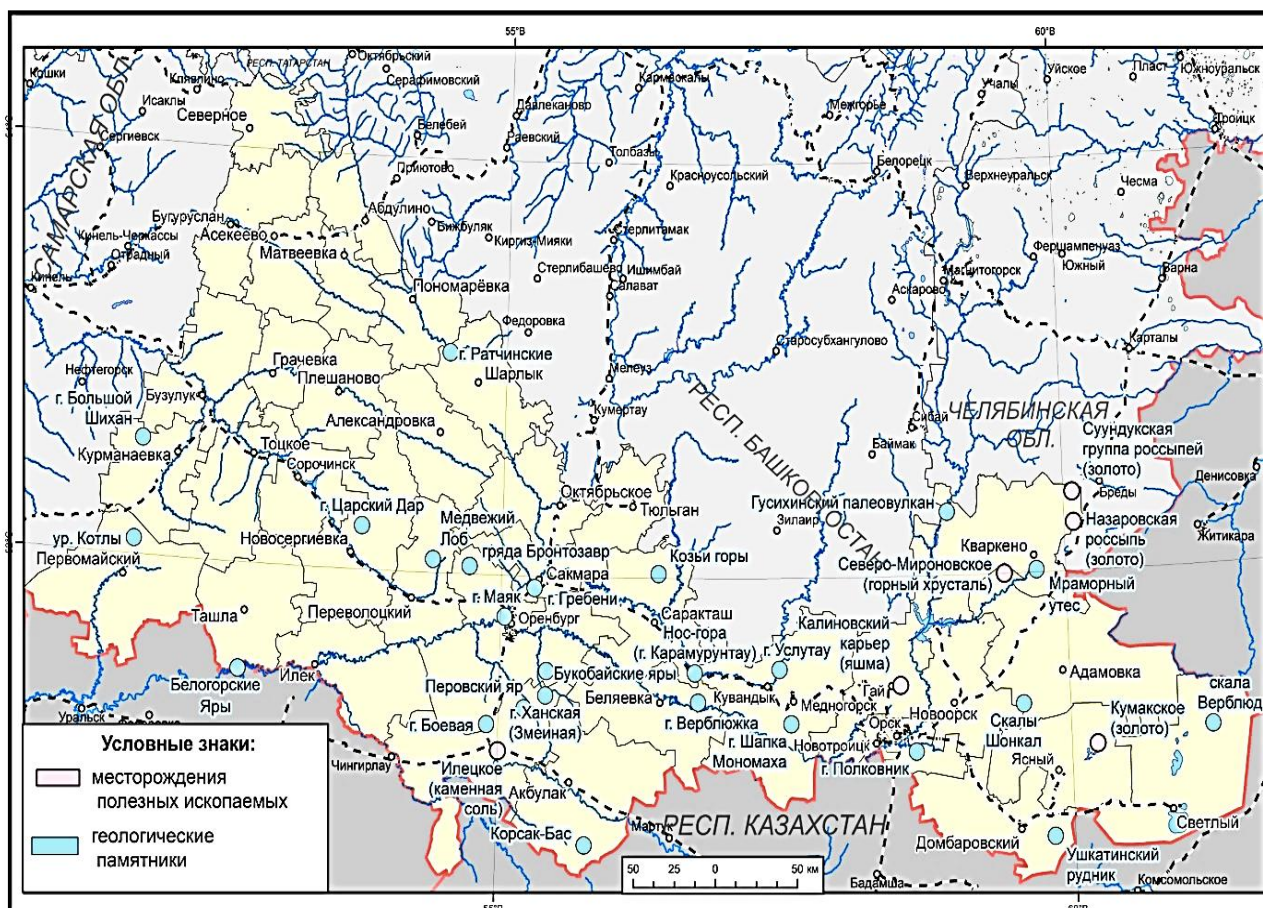 55°В
60°В
Октябрьский
РЕСП. ТАТАРСТАН
Серафимовский
Кошки
Клявлино
Исаклы
Северное
Сергиевск
САМАРСКАЯ ОБЛ.
Давлеканово
Белебей
Раевский
Приютово
Кармаскалы
Толбазы
Красноусольский
Межгорье
Белорецк
Учалы
Уйское
Пласт
Южноуральск
Троицк
Верхнеуральск
Чесма
Бугуруслан
Асекеево
Абдулино
Матвеевка
Бижбуляк
Киргиз-Мияки
Стерлитамак
Кинель-Черкассы
Отрадный
Кинель
Стерлибашево
Ишимбай
Салават
Пономарёвка
Федоровка
Аскарово
Магнитогорск
Фершампенуаз
Южный
Варна
Карталы
Старосубхангулово
г. Ратчинские
Шарлык
Мелеуз
Грачевка
Плешаново
Нефтегорск
г. Большой
Шихан
Бузулук
Курманаевка
Александровка
Кумертау
РЕСП. БАШКОРТОСТАН
Сибай
Баймак
ЧЕЛЯБИНСКАЯ
ОБЛ.
Суундукская
группа россыпей
(золото)
Бреды
Денисовка
Тоцкое
Сорочинск
Октябрьское
Тюльган
Гусихинский палеовулкан
Зилаир
Назаровская
россыпь
(золото)
Житикара
г. Царский Дар
Медвежий
Лоб
гряда Бронтозавр
Новосергиевка
ур. Котлы
Первомайский
Сакмара
Козьи горы
Кваркено
Северо-Мироновское
(горный хрусталь)
Мраморный
утес
г. Маяк
г. Гребени
Оренбург
Саракташ
Ташла
Переволоцкий
Нос-гора
(г. Карамурунтау)
г. Услутау
Калиновский
карьер
(яшма)
Адамовка
Илек
Белогорские
Яры
Перовский яр
Букобайские яры
Беляевка
Кувандык
Медногорск
Гай
Новоорск
скала
Верблюд
Уральск
г. Боевая
г. Ханская
(Змеиная)
г. Верблюжка
г. Шапка
Мономаха
Орск
Новотроицк
Скалы
Шонкал
Кумакское
(золото)
Ясный
г. Полковник
Чингирлау
Илецкое
(каменная
соль)
Акбулак
Корсак-Бас
Мартук
РЕСП. КАЗАХСТАН
Домбаровский
Светлый
Ушкатинский
рудник
Бадамша
Комсомольское
Условные знаки:
месторождения
полезных ископаемых
геологические
памятники
50 25 0 25 50 км
55°В
60°В